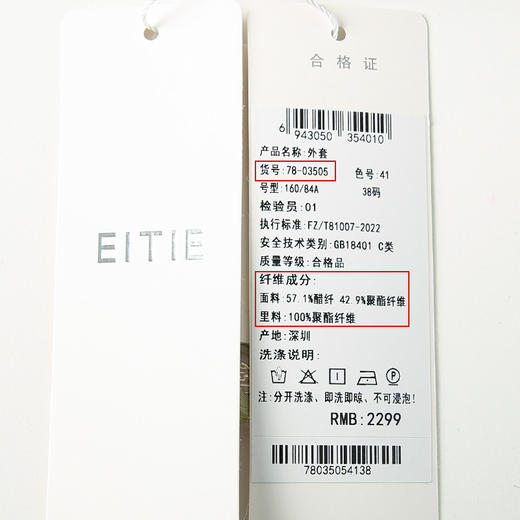 EITIE
合格证
6 943050 354010
产品名称:外套
货号:78-03505 色号:41
号型:160/84A 38码
检验员:01
执行标准:FZ/T81007-2022
安全技术类别:GB18401 C类
质量等级:合格品
纤维成分:
面料:57.1%醋纤 42.9%聚酯纤维
里料:100%聚酯纤维
产地:深圳
洗涤说明:
注:分开洗涤、即洗即晾、不可浸泡!
RMB:2299
78035054138